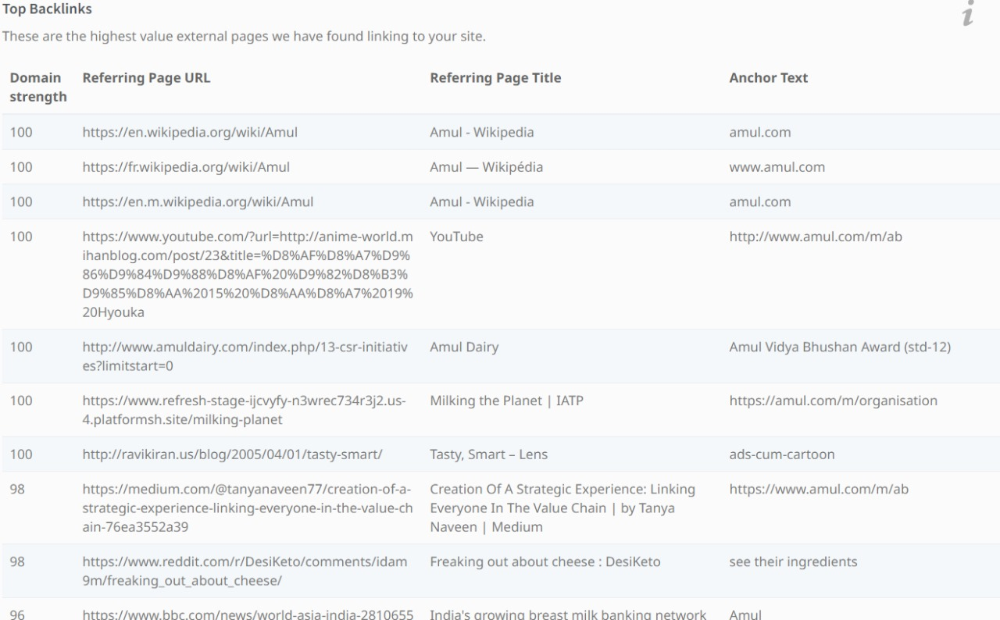 Top Backlinks
These are the highest value external pages we have found linking to your site.
Domain strength Referring Page URL Referring Page Title Anchor Text
100 https://en.wikipedia.org/wiki/Amul Amul - Wikipedia amul.com
100 https://fr.wikipedia.org/wiki/Amul Amul — Wikipédia www.amul.com
100 https://en.m.wikipedia.org/wiki/Amul Amul - Wikipedia amul.com
100 https://www.youtube.com/?url=http://anime-world.m YouTube http://www.amul.com/m/ab
ihanblog.com/post/23&title=%D8%AF%D8%A7%D9%
86%D9%84%D9%88%D8%AF%20%D9%82%D8%B3%
D9%85%D8%AA%2015%20%D8%AA%D8%A7%2019%
20Hyouka
100 http://www.amuldairy.com/index.php/13-csr-initiativ Amul Dairy Amul Vidya Bhushan Award (std-12)
es?limitstart=0
100 https://www.refresh-stage-ijcvyfy-n3wrec734r3j2.us- Milking the Planet | IATP https://amul.com/m/organisation
4.platformsh.site/milking-planet
100 http://ravikiran.us/blog/2005/04/01/tasty-smart/ Tasty, Smart – Lens ads-cum-cartoon
98 https://medium.com/@tanyanaveen77/creation-of-a- Creation Of A Strategic Experience: Linking https://www.amul.com/m/ab
strategic-experience-linking-everyone-in-the-value-ch Everyone In The Value Chain | by Tanya
ain-76ea3552a39 Naveen | Medium
98 https://www.reddit.com/r/DesiKeto/comments/idam Freaking out about cheese : DesiKeto see their ingredients
9m/freaking_out_about_cheese/
96 https://www.bbc.com/news/world-asia-india-2810655 India's growing breast milk banking network Amul